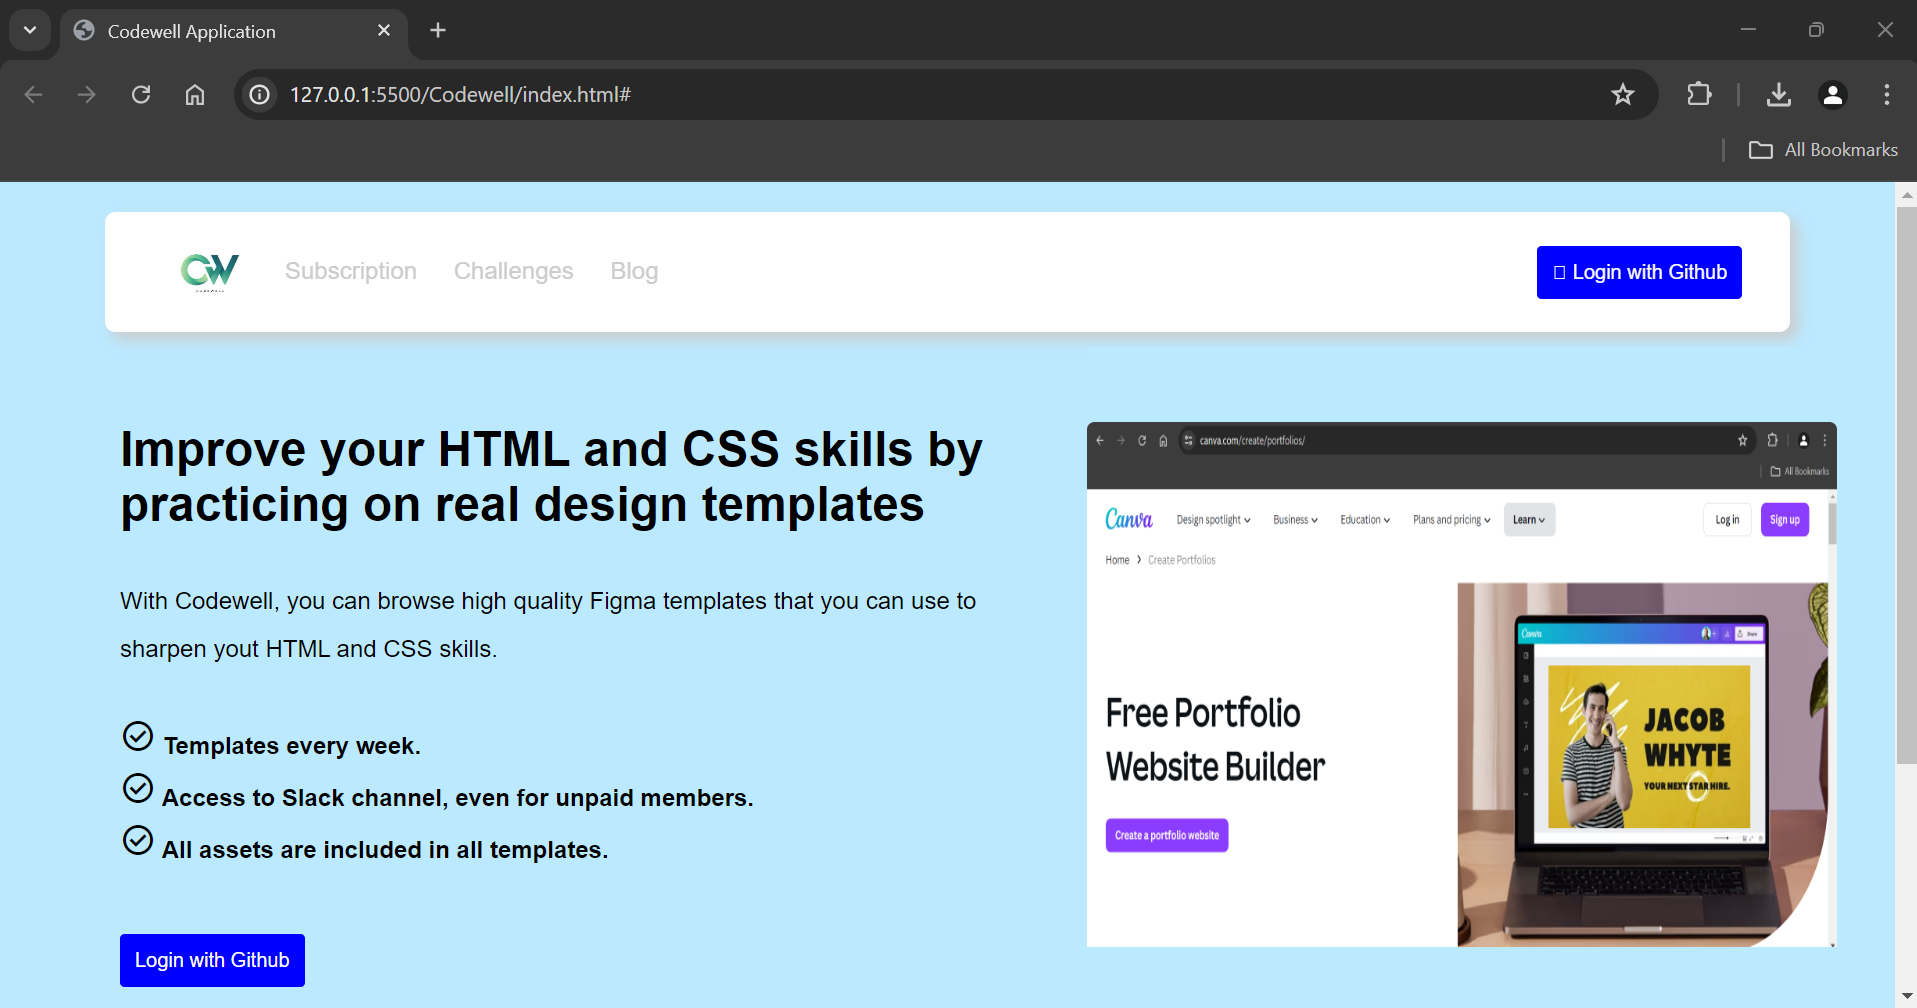 Codewell Application
127.0.0.1:5500/Codewell/index.html#
All Bookmarks
CW
Subscription Challenges Blog
Login with Github
Improve your HTML and CSS skills by
practicing on real design templates
With Codewell, you can browse high quality Figma templates that you can use to
sharpen yout HTML and CSS skills.
Templates every week.
Access to Slack channel, even for unpaid members.
All assets are included in all templates.
Login with Github
canva.com/create/portfolios/
All Bookmarks
Canva Design spotlight Business Education Plans and pricing Learn Log in Sign up
Home Create Portfolios
Free Portfolio
Website Builder
Create a portfolio website
Canva Share
JACOB
WHYTE
YOUR NEXT STAR HIRE.